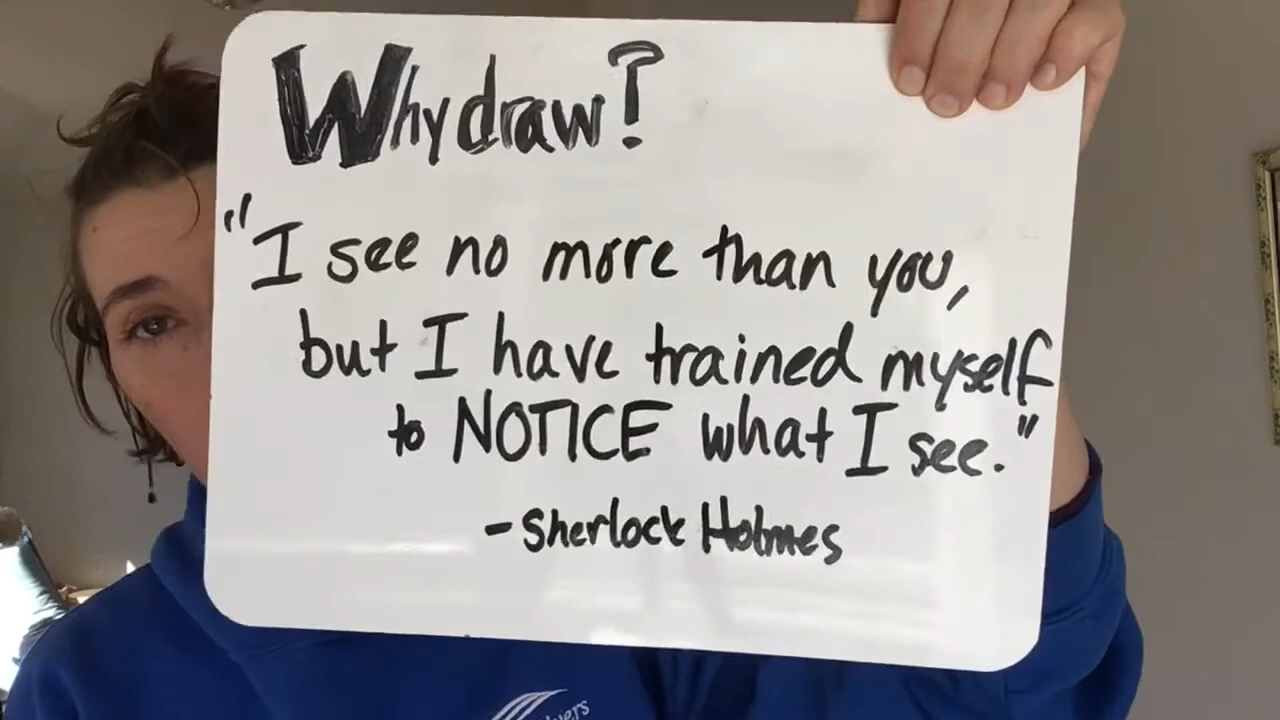 Why draw?
"I see no more than you,
but I have trained myself
to NOTICE what I see."
- Sherlock Holmes